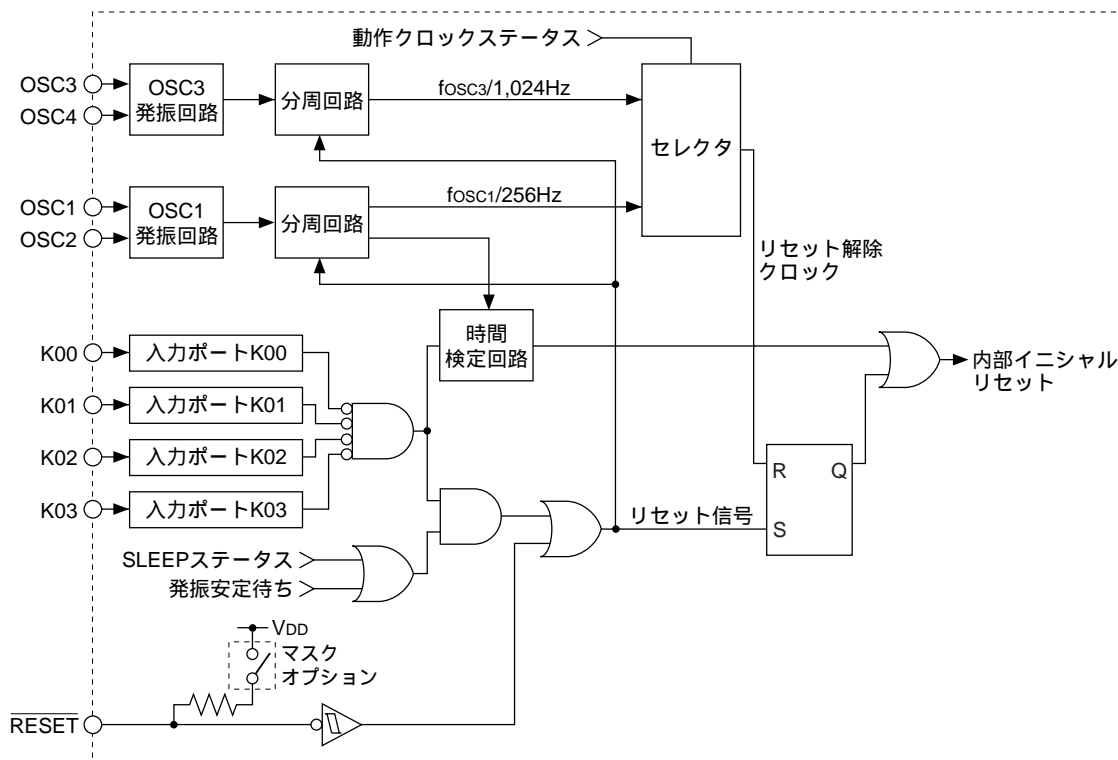 動作クロックステータス
OSC3
OSC4
OSC3
発振回路
分周回路
fOSC3/1,024Hz
セレクタ
OSC1
OSC2
OSC1
発振回路
分周回路
fOSC1/256Hz
リセット解除
クロック
時間
検定回路
K00
入力ポートK00
K01
入力ポートK01
K02
入力ポートK02
K03
入力ポートK03
内部イニシャル
リセット
R
Q
S
リセット信号
SLEEPステータス
発振安定待ち
VDD
マスク
オプション
RESET